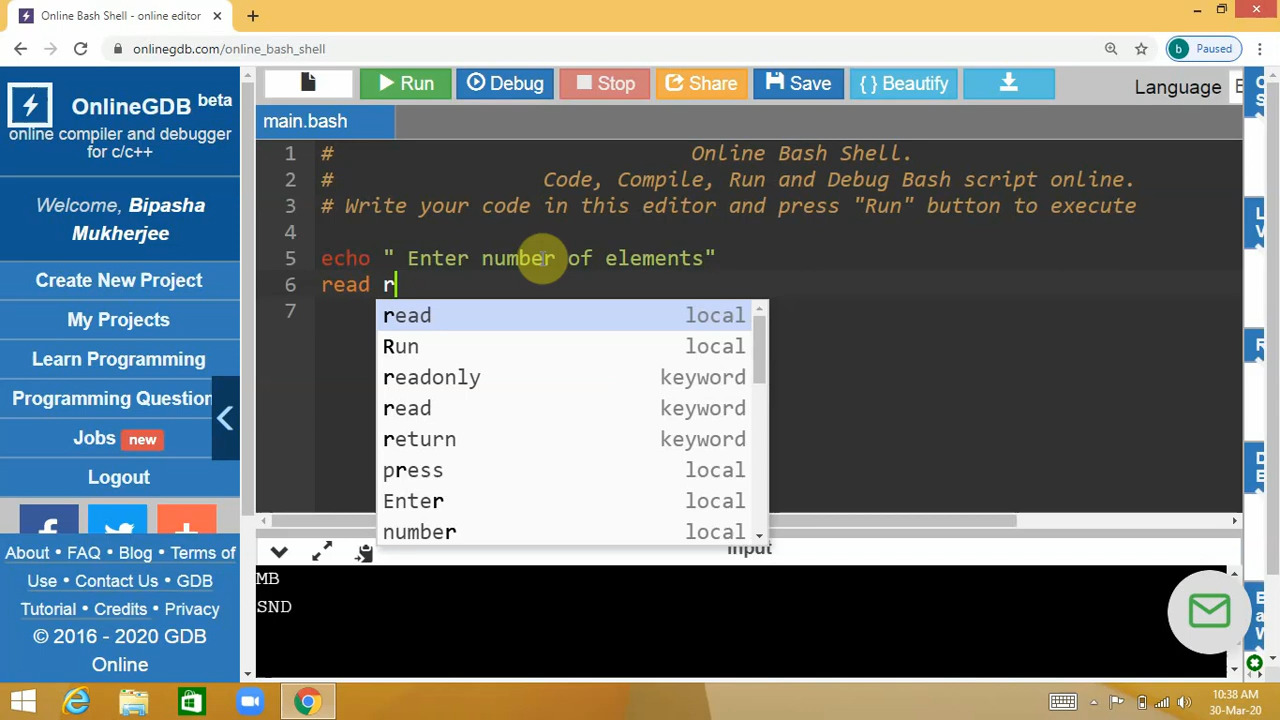 Online Bash Shell - online editor
onlinegdb.com/online_bash_shell
b Paused
OnlineGDB beta
online compiler and debugger
for c/c++
Welcome, Bipasha
Mukherjee
Create New Project
My Projects
Learn Programming
Programming Question
Jobs new
Logout
About • FAQ • Blog • Terms of
Use • Contact Us • GDB
Tutorial • Credits • Privacy
© 2016 - 2020 GDB
Online
Run Debug Stop Share Save { } Beautify
Language
main.bash
1 # Online Bash Shell.
2 # Code, Compile, Run and Debug Bash script online.
3 # Write your code in this editor and press "Run" button to execute
4
5 echo " Enter number of elements"
6 read r
7
read local
Run local
readonly keyword
read keyword
return keyword
press local
Enter local
number local
input
MB
SND
10:38 AM
30-Mar-20